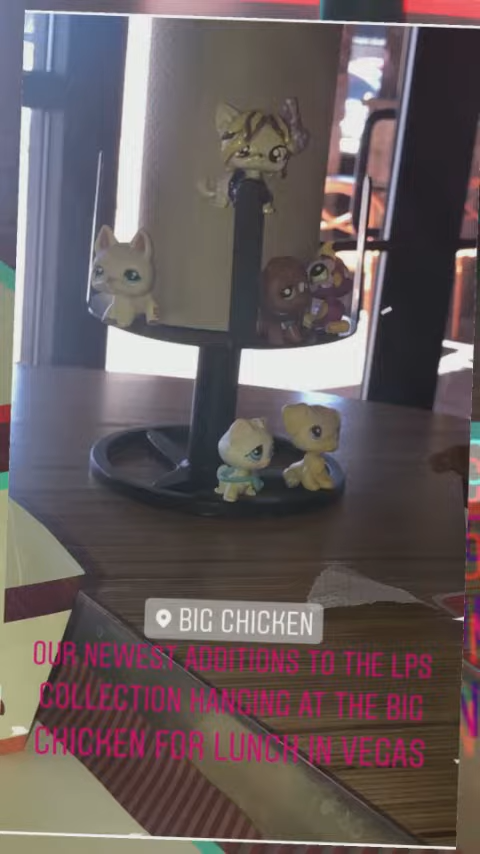 BIG CHICKEN
OUR NEWEST ADDITIONS TO THE LPS
COLLECTION HANGING AT THE BIG
CHICKEN FOR LUNCH IN VEGAS